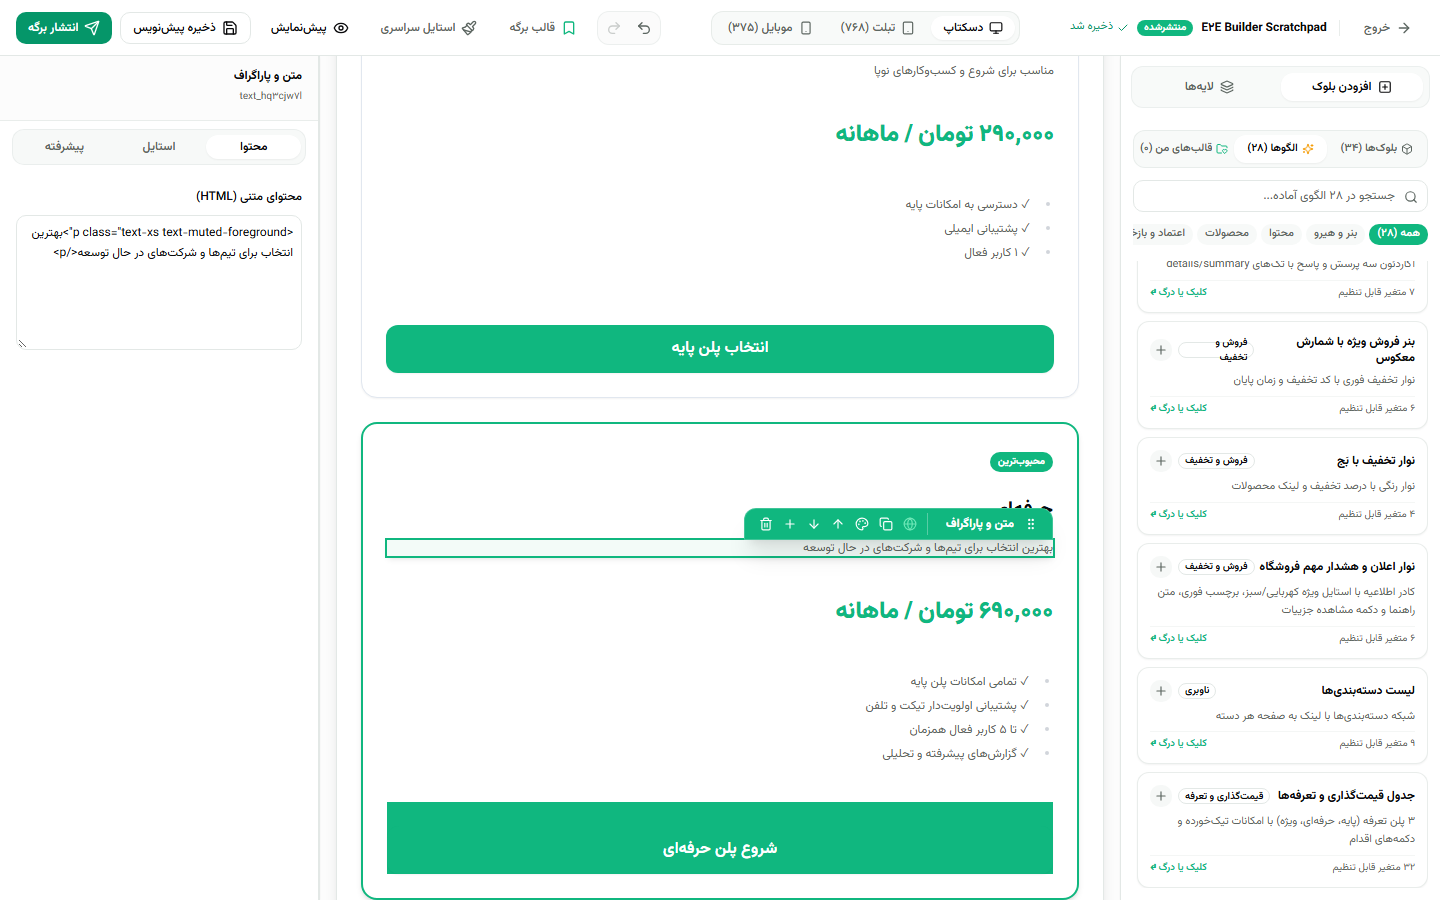 خروج
E2E Builder Scratchpad
منتشرشده
ذخیره شد
دسکتاپ
تبلت (۷۶۸)
موبایل (۳۷۵)
قالب برگه
استایل سراسری
پیش‌نمایش
ذخیره پیش‌نویس
انتشار برگه
افزودن بلوک
لایه‌ها
بلوک‌ها (۳۴)
الگوها (۲۸)
قالب‌های من (۰)
جستجو در ۲۸ الگوی آماده...
همه (۲۸)
بنر و هیرو
محتوا
محصولات
اعتماد و بازخ
آکاردئون سه پرسش و پاسخ با تگ‌های details/summary
۷ متغیر قابل تنظیم
کلیک یا درگ
بنر فروش ویژه با شمارش معکوس
فروش و تخفیف
نوار تخفیف فوری با کد تخفیف و زمان پایان
۶ متغیر قابل تنظیم
کلیک یا درگ
نوار تخفیف با بَج
فروش و تخفیف
نوار رنگی با درصد تخفیف و لینک محصولات
۴ متغیر قابل تنظیم
کلیک یا درگ
نوار اعلان و هشدار مهم فروشگاه
فروش و تخفیف
کادر اطلاعیه با استایل ویژه کهربایی/سبز، برچسب فوری، متن
راهنما و دکمه مشاهده جزییات
۶ متغیر قابل تنظیم
کلیک یا درگ
لیست دسته‌بندی‌ها
ناوبری
شبکه دسته‌بندی‌ها با لینک به صفحه هر دسته
۹ متغیر قابل تنظیم
کلیک یا درگ
جدول قیمت‌گذاری و تعرفه‌ها
قیمت‌گذاری و تعرفه
۳ پلن تعرفه (پایه، حرفه‌ای، ویژه) با امکانات تیک‌خورده و
دکمه‌های اقدام
۳۲ متغیر قابل تنظیم
کلیک یا درگ
مناسب برای شروع و کسب‌وکارهای نوپا
۲۹۰,۰۰۰ تومان / ماهانه
✓ دسترسی به امکانات پایه
✓ پشتیبانی ایمیلی
✓ ۱ کاربر فعال
انتخاب پلن پایه
محبوب‌ترین
حرفه‌ای
متن و پاراگراف
بهترین انتخاب برای تیم‌ها و شرکت‌های در حال توسعه
۶۹۰,۰۰۰ تومان / ماهانه
✓ تمامی امکانات پلن پایه
✓ پشتیبانی اولویت‌دار تیکت و تلفن
✓ تا ۵ کاربر فعال همزمان
✓ گزارش‌های پیشرفته و تحلیلی
شروع پلن حرفه‌ای
متن و پاراگراف
text_hq۳cjw۷l
محتوا
استایل
پیشرفته
محتوای متنی (HTML)
<p class="text-xs text-muted-foreground">بهترین
انتخاب برای تیم‌ها و شرکت‌های در حال توسعه</p>